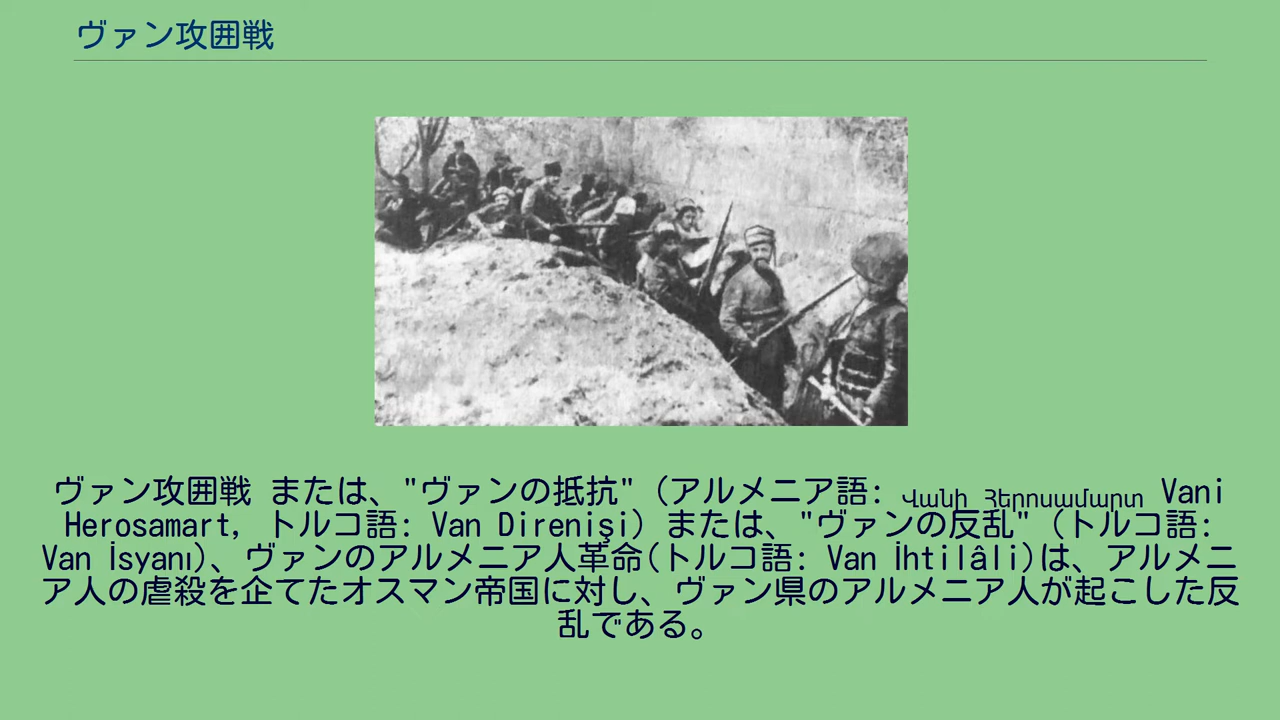 ヴァン攻囲戦
ヴァン攻囲戦 または、"ヴァンの抵抗" (アルメニア語: Վանի Հերոսամարտ Vani
Herosamart, トルコ語: Van Direnişi) または、"ヴァンの反乱" (トルコ語:
Van İsyanı)、ヴァンのアルメニア人革命(トルコ語: Van İhtilâli)は、アルメニ
ア人の虐殺を企てたオスマン帝国に対し、ヴァン県のアルメニア人が起こした反
乱である。